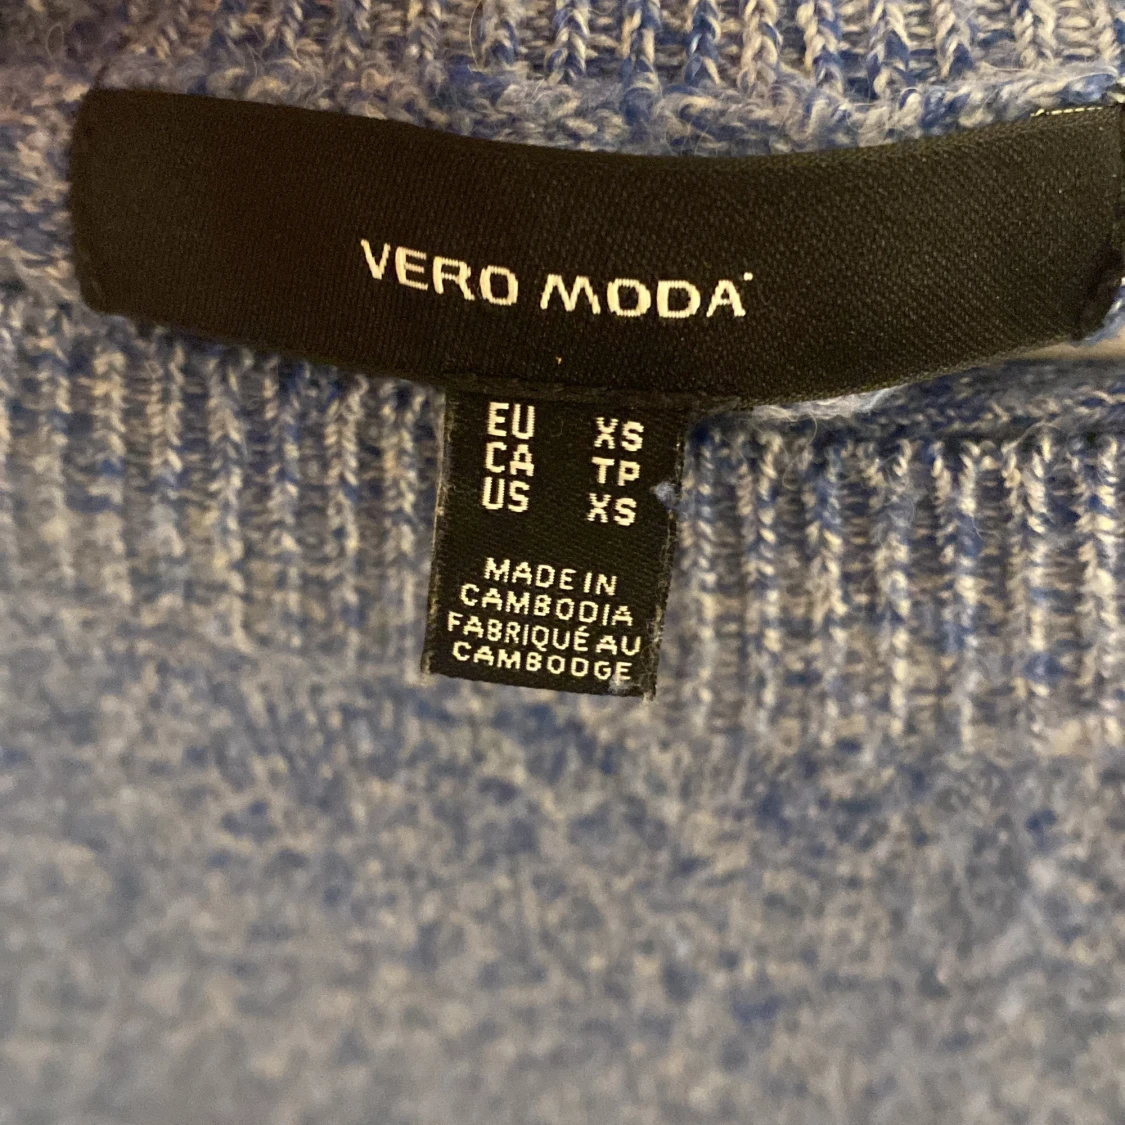 VERO MODA
EU XS
CA TP
US XS
MADE IN
CAMBODIA
FABRIQUÉ AU
CAMBODGE